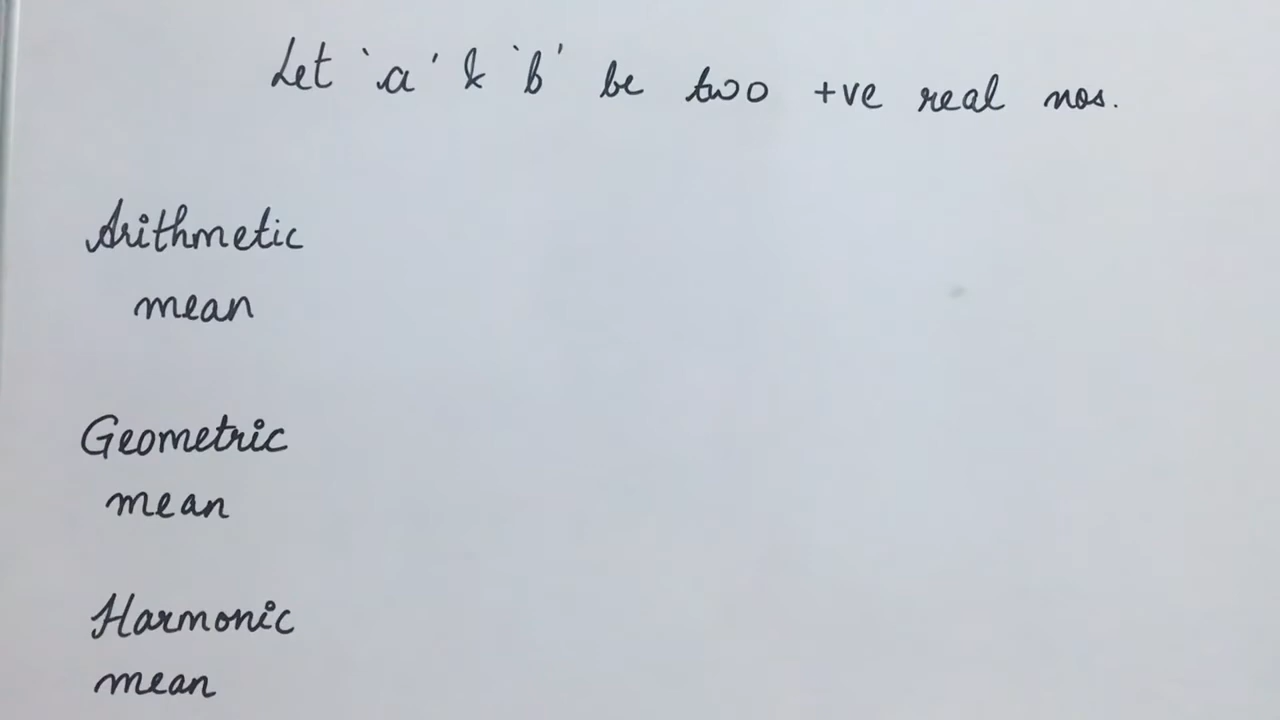 Let 'a' & 'b' be two +ve real nos.
Arithmetic
mean
Geometric
mean
Harmonic
mean